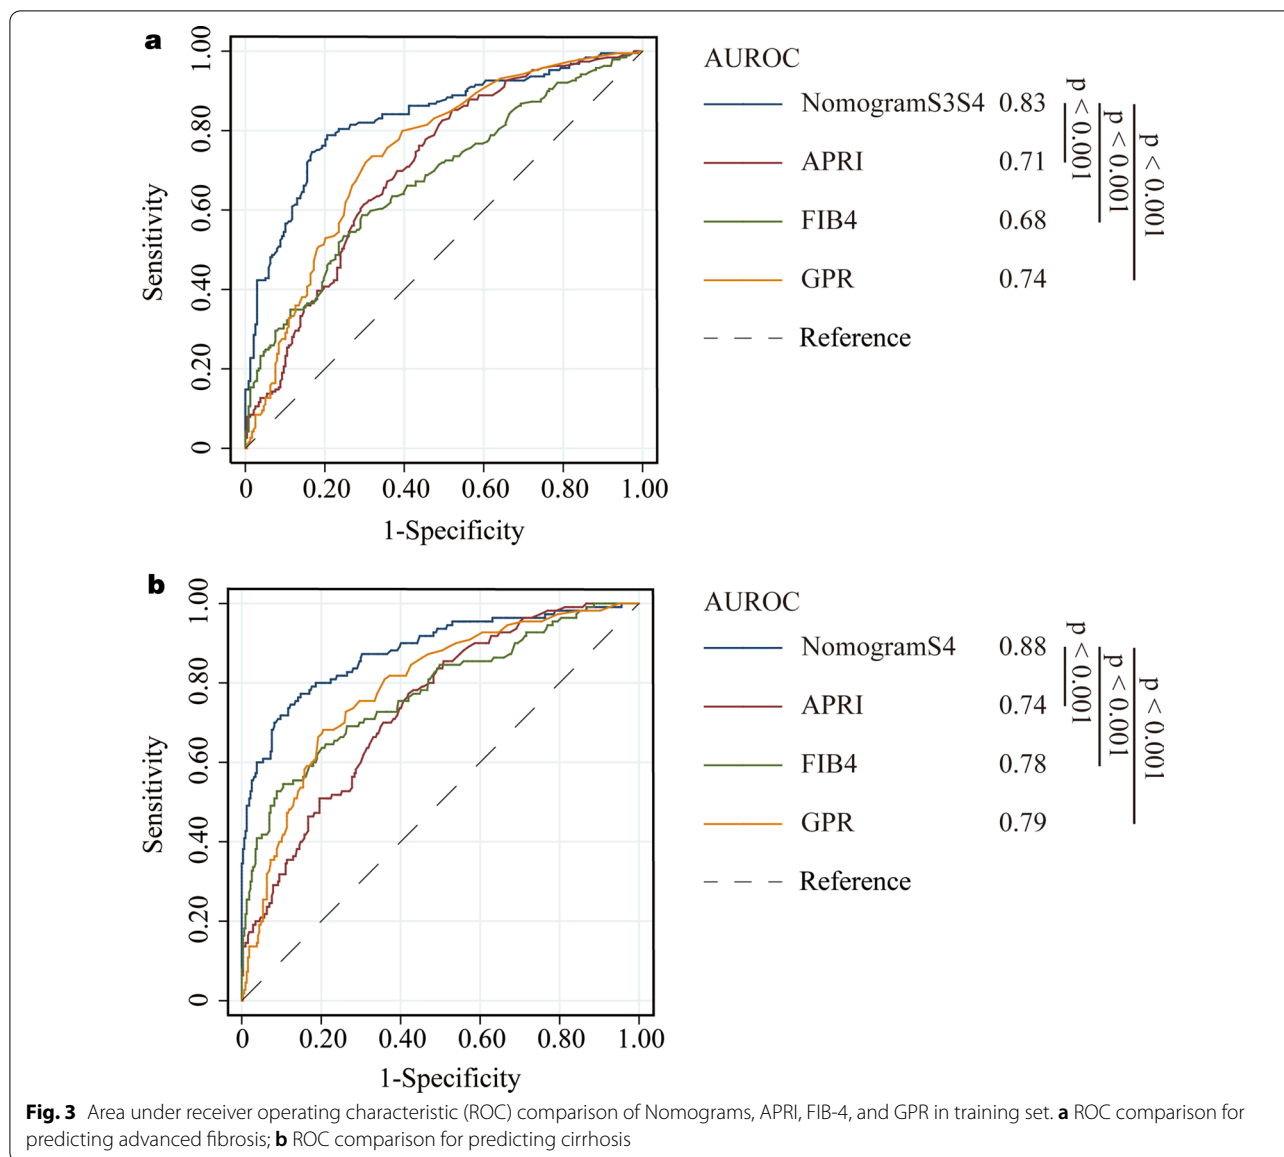 a
1.00
0.80
0.60
0.40
0.20
0
Sensitivity
0 0.20 0.40 0.60 0.80 1.00
1-Specificity
AUROC
NomogramS3S4 0.83
APRI 0.71
FIB4 0.68
GPR 0.74
Reference
p < 0.001
p < 0.001
p < 0.001
b
1.00
0.80
0.60
0.40
0.20
0
Sensitivity
0 0.20 0.40 0.60 0.80 1.00
1-Specificity
AUROC
NomogramS4 0.88
APRI 0.74
FIB4 0.78
GPR 0.79
Reference
p < 0.001
p < 0.001
p < 0.001
Fig. 3 Area under receiver operating characteristic (ROC) comparison of Nomograms, APRI, FIB-4, and GPR in training set. a ROC comparison for
predicting advanced fibrosis; b ROC comparison for predicting cirrhosis